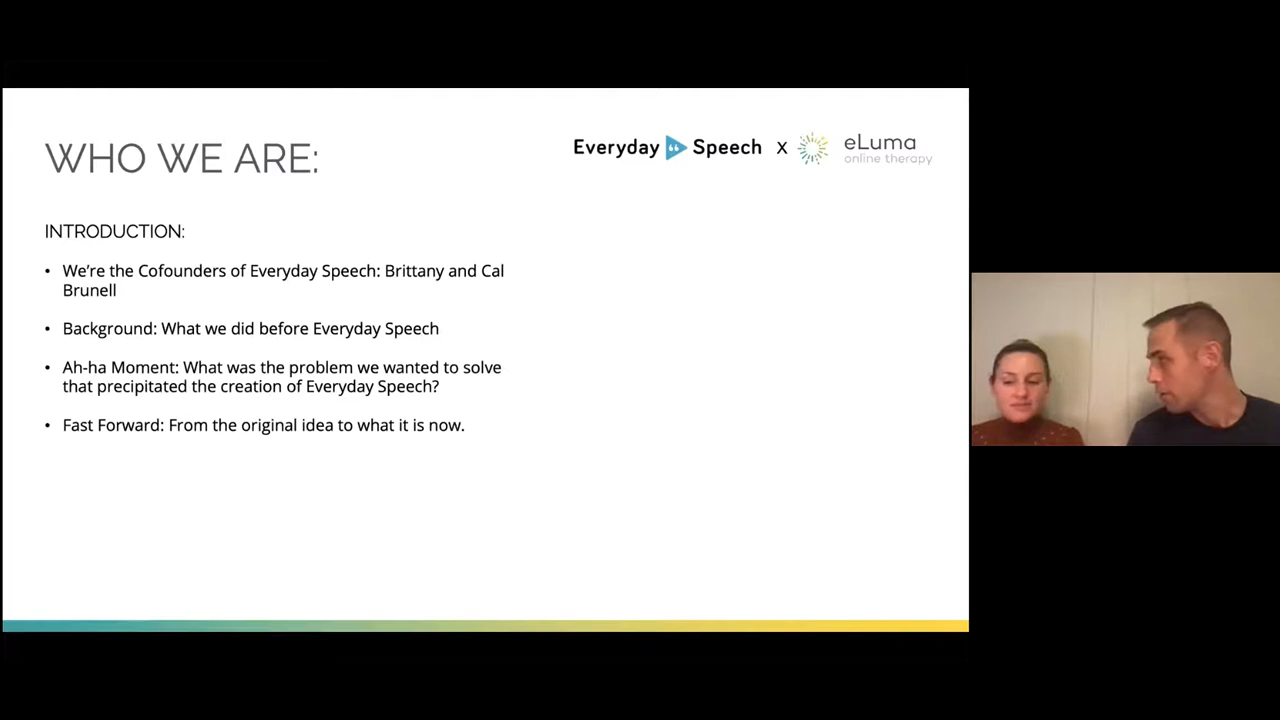 WHO WE ARE:
Everyday Speech x eLuma
online therapy
INTRODUCTION:
• We’re the Cofounders of Everyday Speech: Brittany and Cal
Brunell
• Background: What we did before Everyday Speech
• Ah-ha Moment: What was the problem we wanted to solve
that precipitated the creation of Everyday Speech?
• Fast Forward: From the original idea to what it is now.